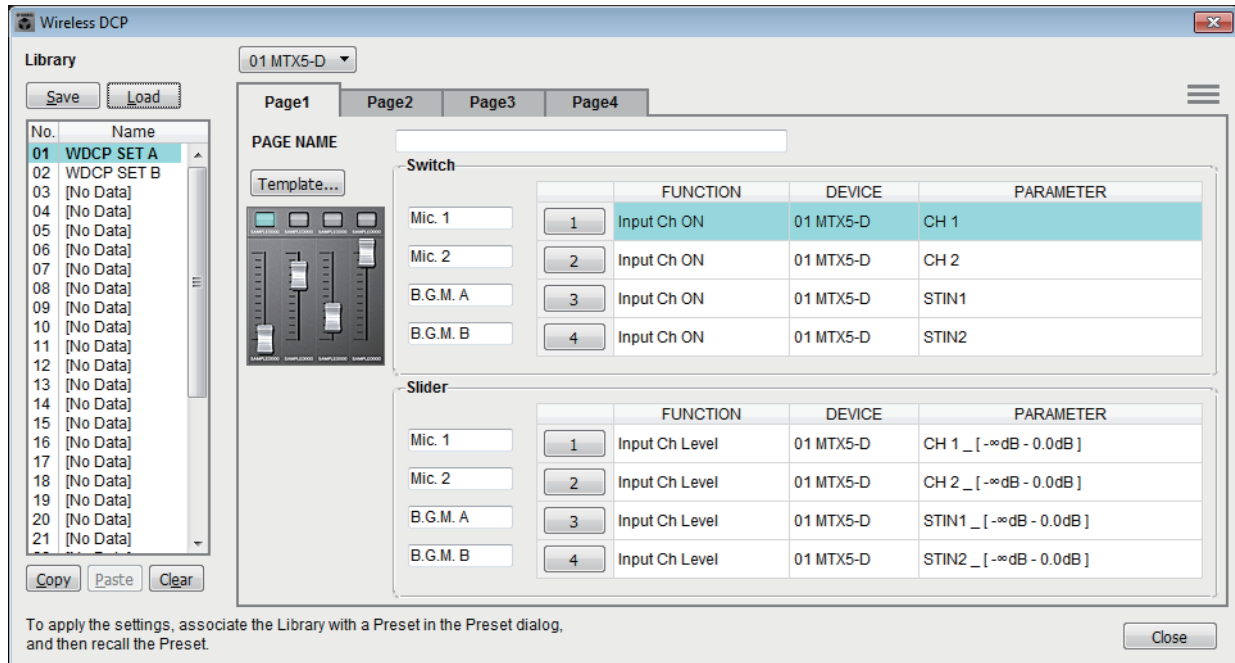 Wireless DCP
Library
01 MTX5-D
Save Load
Page1 Page2 Page3 Page4
No. Name
01 WDCP SET A
02 WDCP SET B
03 [No Data]
04 [No Data]
05 [No Data]
06 [No Data]
07 [No Data]
08 [No Data]
09 [No Data]
10 [No Data]
11 [No Data]
12 [No Data]
13 [No Data]
14 [No Data]
15 [No Data]
16 [No Data]
17 [No Data]
18 [No Data]
19 [No Data]
20 [No Data]
21 [No Data]
Copy Paste Clear
PAGE NAME
Template...
Switch
FUNCTION DEVICE PARAMETER
Mic. 1 1 Input Ch ON 01 MTX5-D CH 1
Mic. 2 2 Input Ch ON 01 MTX5-D CH 2
B.G.M. A 3 Input Ch ON 01 MTX5-D STIN1
B.G.M. B 4 Input Ch ON 01 MTX5-D STIN2
Slider
FUNCTION DEVICE PARAMETER
Mic. 1 1 Input Ch Level 01 MTX5-D CH 1 _ [ -∞dB - 0.0dB ]
Mic. 2 2 Input Ch Level 01 MTX5-D CH 2 _ [ -∞dB - 0.0dB ]
B.G.M. A 3 Input Ch Level 01 MTX5-D STIN1 _ [ -∞dB - 0.0dB ]
B.G.M. B 4 Input Ch Level 01 MTX5-D STIN2 _ [ -∞dB - 0.0dB ]
To apply the settings, associate the Library with a Preset in the Preset dialog,
and then recall the Preset.
Close